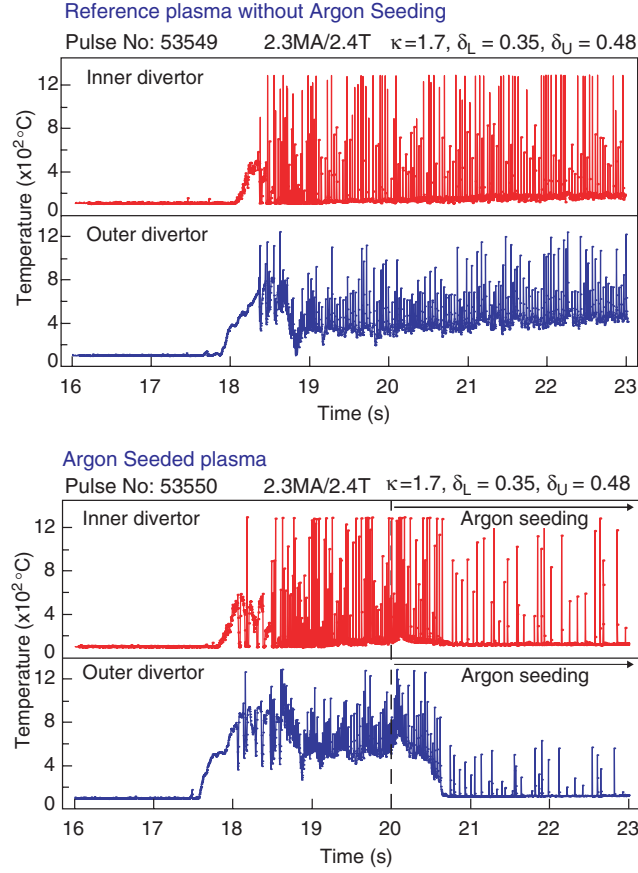 Reference plasma without Argon Seeding
Pulse No: 53549 2.3MA/2.4T κ=1.7, δL = 0.35, δU = 0.48
Inner divertor
12
8
4
0
Outer divertor
12
8
4
0
Temperature (x10² °C)
16 17 18 19 20 21 22 23
Time (s)
Argon Seeded plasma
Pulse No: 53550 2.3MA/2.4T κ=1.7, δL = 0.35, δU = 0.48
Inner divertor Argon seeding
12
8
4
0
Outer divertor Argon seeding
12
8
4
0
Temperature (x10² °C)
16 17 18 19 20 21 22 23
Time (s)